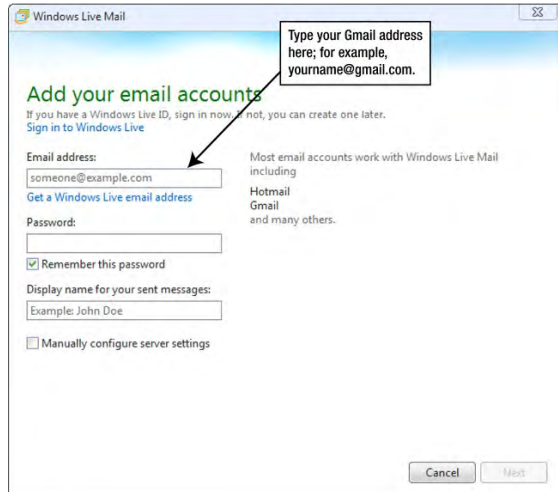 Windows Live Mail
Type your Gmail address
here; for example,
yourname@gmail.com.
Add your email accounts
If you have a Windows Live ID, sign in now. If not, you can create one later.
Sign in to Windows Live
Email address:
someone@example.com
Get a Windows Live email address
Password:
Remember this password
Display name for your sent messages:
Example: John Doe
Manually configure server settings
Most email accounts work with Windows Live Mail
including
Hotmail
Gmail
and many others.
Cancel
Next